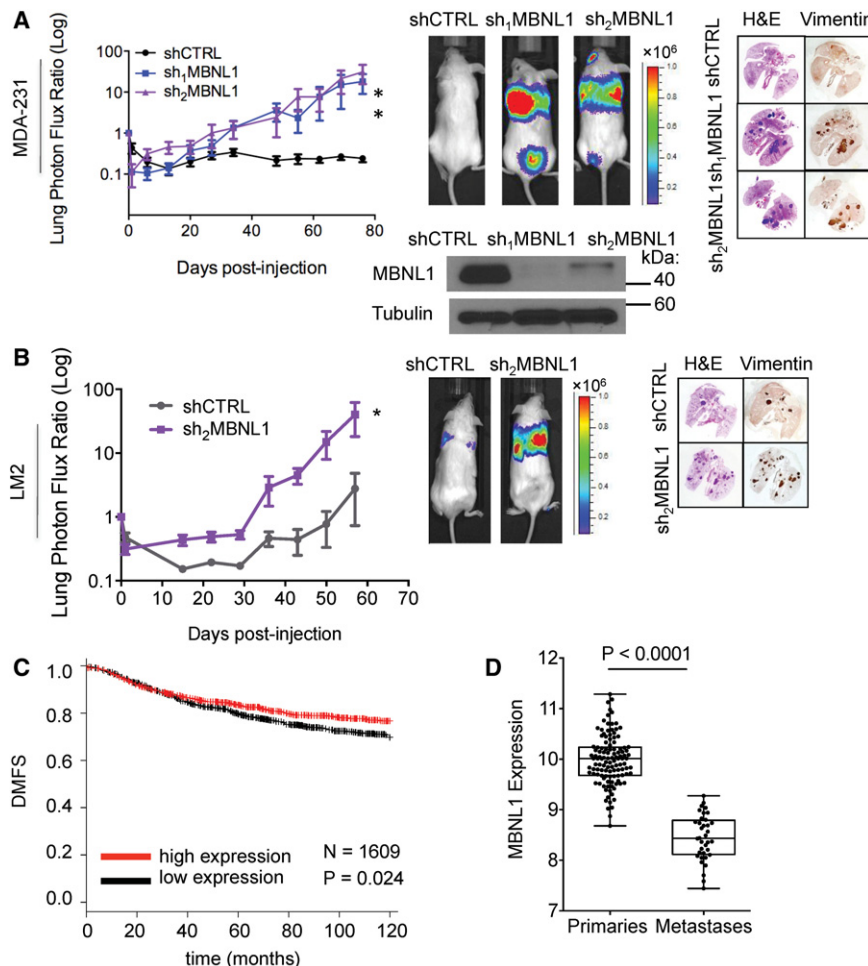 A
MDA-231
Lung Photon Flux Ratio (Log)
100
10
1
0.1
0 20 40 60 80
Days post-injection
shCTRL
sh1MBNL1
sh2MBNL1
*
*
shCTRL sh1MBNL1 sh2MBNL1
×10^6
1.0
0.8
0.6
0.4
0.2
H&E Vimentin
shCTRL
sh1MBNL1
sh2MBNL1
shCTRL sh1MBNL1 sh2MBNL1
kDa:
MBNL1
40
60
Tubulin
B
LM2
Lung Photon Flux Ratio (Log)
100
10
1
0.1
0 10 20 30 40 50 60 70
Days post-injection
shCTRL
sh2MBNL1
*
shCTRL sh2MBNL1
×10^6
1.0
0.8
0.6
0.4
0.2
H&E Vimentin
shCTRL
sh2MBNL1
C
DMFS
1.0
0.8
0.6
0.4
0.2
0.0
0 20 40 60 80 100 120
time (months)
high expression N = 1609
low expression P = 0.024
D
P < 0.0001
MBNL1 Expression
12
11
10
9
8
7
Primaries Metastases